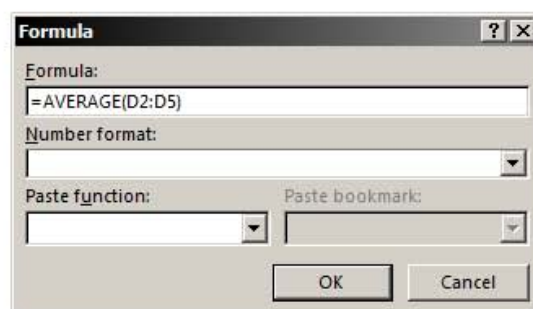 Formula
Formula:
=AVERAGE(D2:D5)
Number format:
Paste function: Paste bookmark:
OK Cancel